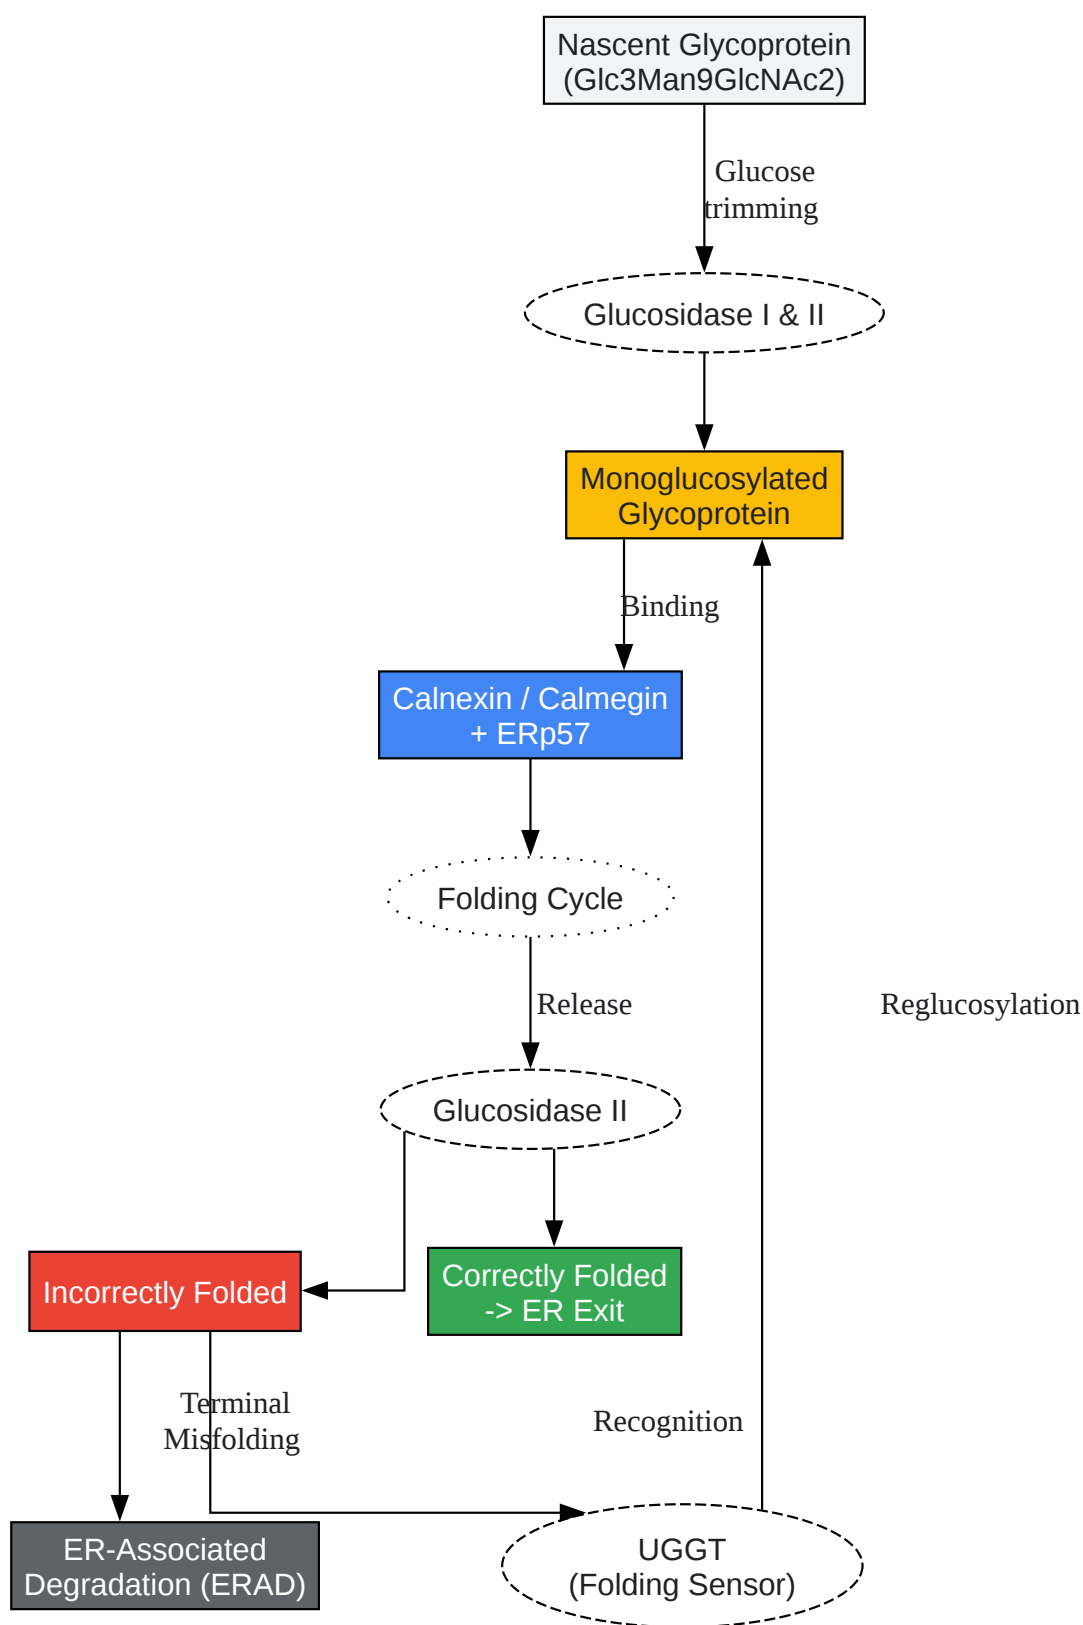 Nascent Glycoprotein
(Glc3Man9GlcNAc2)
Glucose
trimming
Glucosidase I & II
Monoglucosylated
Glycoprotein
Binding
Calnexin / Calmegin
+ ERp57
Folding Cycle
Release
Reglucosylation
Glucosidase II
Incorrectly Folded
Correctly Folded
-> ER Exit
Terminal
Misfolding
Recognition
ER-Associated
Degradation (ERAD)
UGGT
(Folding Sensor)